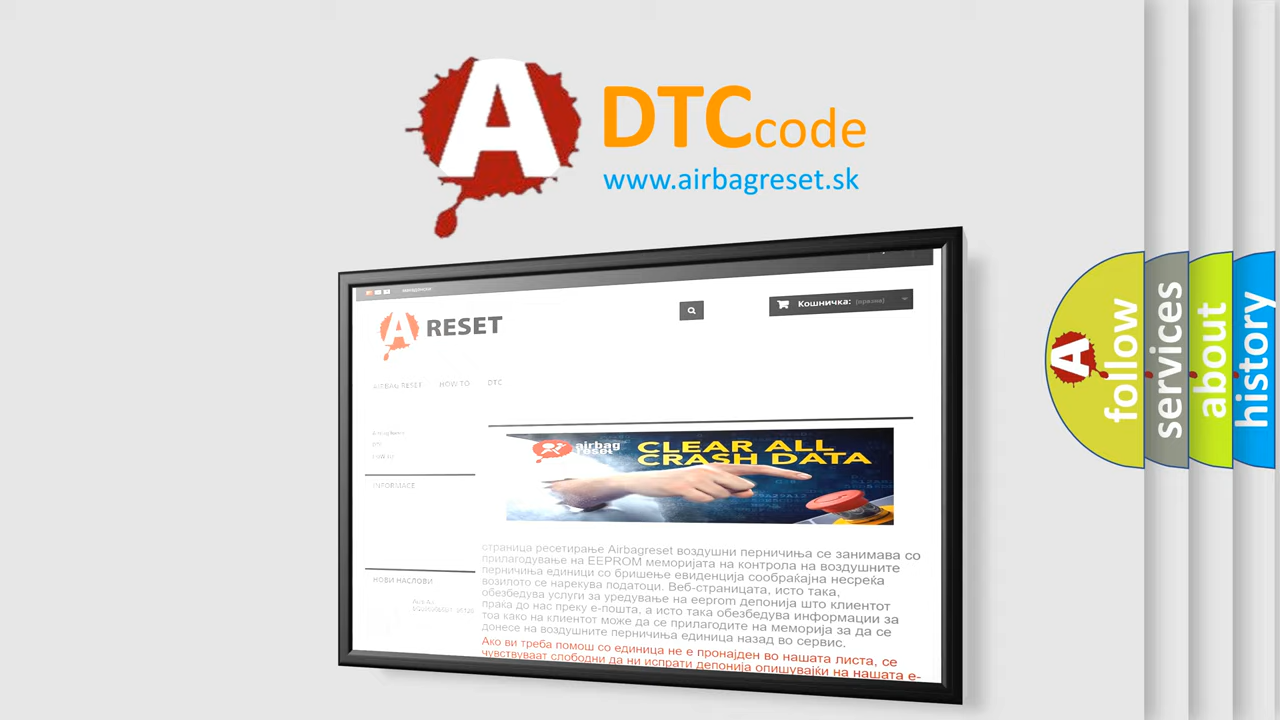 A
DTCcode
www.airbagreset.sk
A RESET
Кошничка: (празна)
AIRBAG RESET HOW TO DTC
INFORMACE
НОВИ НАСЛОВИ
airbag
reset
CLEAR ALL
CRASH DATA
страница ресетирање Airbagreset воздушни перничиња се занимава со
прилагодување на EEPROM меморијата на контрола на воздушните
перничиња единици со бришење евиденција сообраќајна несреќа
возилото се нарекува податоци. Веб-страницата, исто така,
обезбедува услуги за уредување на eeprom депонија што клиентот
праќа до нас преку е-пошта, а исто така обезбедува информации за
тоа како на клиентот може да се прилагодите на меморија за да се
донесе на воздушните перничиња единица назад во сервис.
Ако ви треба помош со единица не е пронајден во нашата листа, се
чувствуваат слободни да ни испрати депонија опишувајќи на нашата е-
A
follow
services
about
history